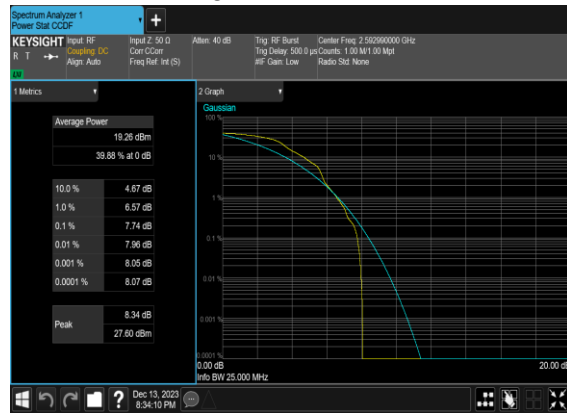 Spectrum Analyzer 1
Power Stat CCDF
KEYSIGHT
R T
Input: RF
Coupling: DC
Align: Auto
Input Z: 50 Ω
Corr CCorr
Freq Ref: Int (S)
Atten: 40 dB
Trig: RF Burst
Trig Delay: 500.0 µs
#IF Gain: Low
Center Freq: 2.592990000 GHz
Counts: 1.00 M/1.00 Mpt
Radio Std: None
1 Metrics
Average Power
19.26 dBm
39.88 % at 0 dB
10.0 % 4.67 dB
1.0 % 6.57 dB
0.1 % 7.74 dB
0.01 % 7.96 dB
0.001 % 8.05 dB
0.0001 % 8.07 dB
Peak
8.34 dB
27.60 dBm
2 Graph
Gaussian
100 %
10 %
1 %
0.1 %
0.01 %
0.001 %
0.0001 %
0.00 dB
20.00 dB
Info BW 25.000 MHz
?
Dec 13, 2023
8:34:10 PM